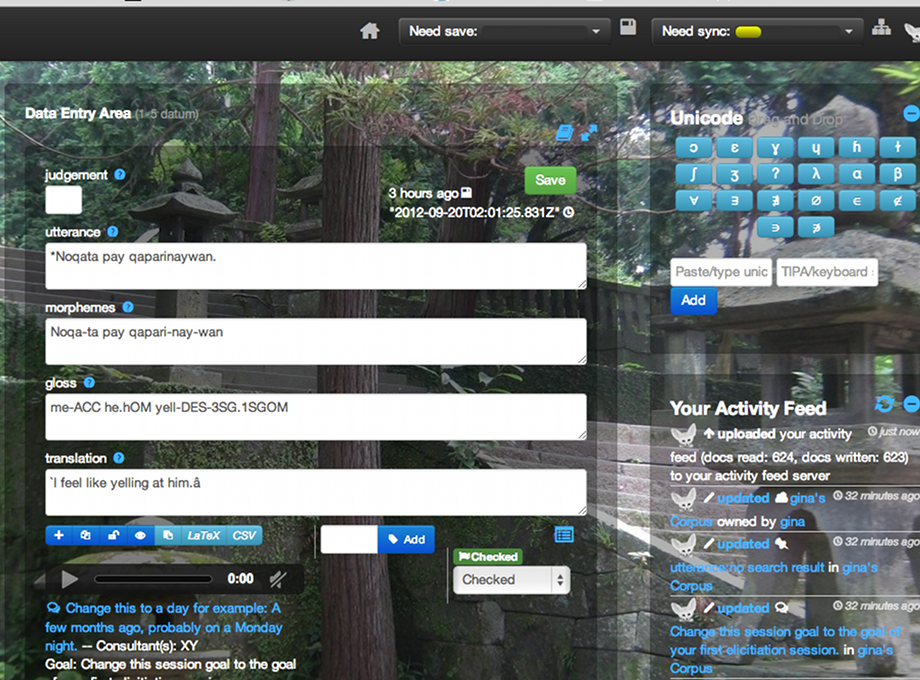 Need save:
Need sync:
Data Entry Area (1-5 datum)
judgement
Save
3 hours ago
"2012-09-20T02:01:25.831Z"
utterance
*Noqata pay qaparinaywan.
morphemes
Noqa-ta pay qapari-nay-wan
gloss
me-ACC he.hOM yell-DES-3SG.1SGOM
translation
`I feel like yelling at him.â
LaTeX CSV
Add
0:00
Checked
Checked
Change this to a day for example: A
few months ago, probably on a Monday
night. -- Consultant(s): XY
Goal: Change this session goal to the goal
Unicode Drag and Drop
ɔ ɛ ɣ ɥ ɦ ɫ
ʃ ʒ ʔ λ ɑ β
∀ ∃ ∄ ∅ ∈ ∉
∋ ∌
Paste/type unic
TIPA/keyboard
Add
Your Activity Feed
uploaded your activity just now
feed (docs read: 624, docs written: 623)
to your activity feed server
updated gina's 32 minutes ago
Corpus owned by gina
updated 32 minutes ago
utterance:np search result in gina's
Corpus
updated 32 minutes ago
Change this session goal to the goal of
your first elicitiation session. in gina's
Corpus